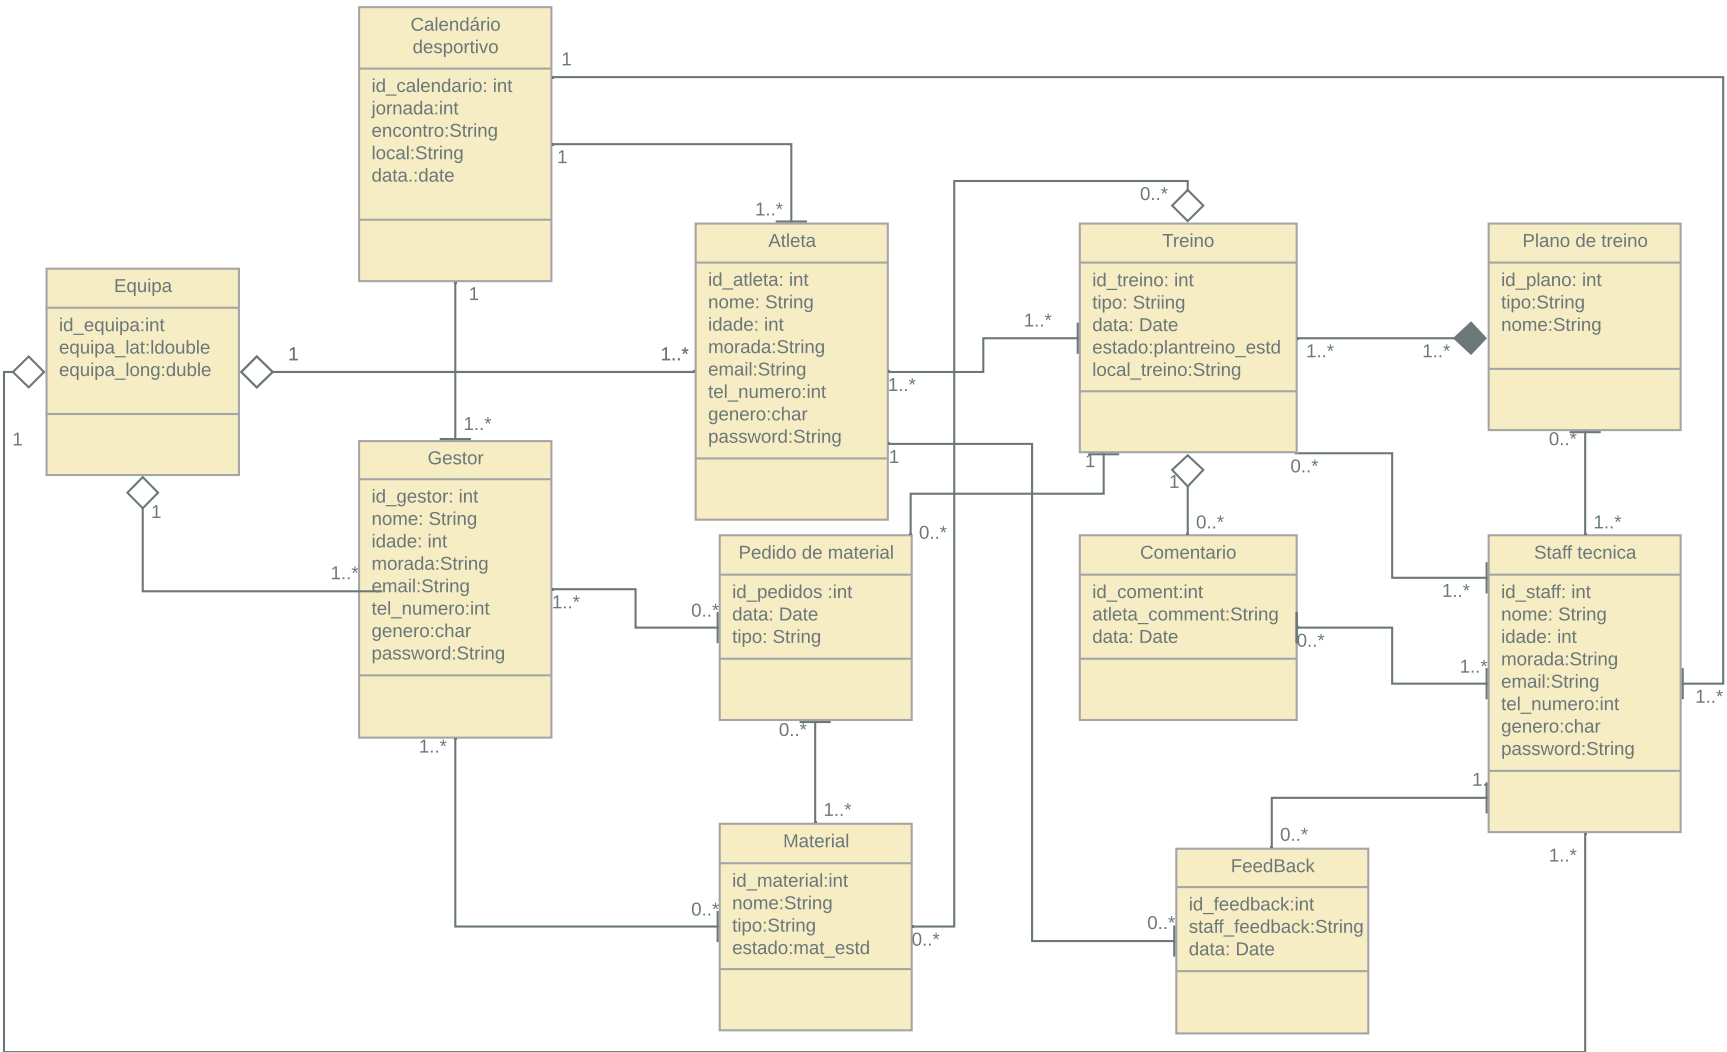 Calendário
desportivo
id_calendario: int
jornada:int
encontro:String
local:String
data.:date
1
1
1..*
1
Equipa
id_equipa:int
equipa_lat:ldouble
equipa_long:duble
1
1..*
1
1
1..*
1..*
Gestor
id_gestor: int
nome: String
idade: int
morada:String
email:String
tel_numero:int
genero:char
password:String
1..*
1..*
Atleta
id_atleta: int
nome: String
idade: int
morada:String
email:String
tel_numero:int
genero:char
password:String
1..*
1..*
1
0..*
Treino
id_treino: int
tipo: Striing
data: Date
estado:plantreino_estd
local_treino:String
1..*
1..*
1
1
0..*
Plano de treino
id_plano: int
tipo:String
nome:String
0..*
1..*
0..*
Pedido de material
id_pedidos :int
data: Date
tipo: String
0..*
0..*
1..*
0..*
Comentario
id_coment:int
atleta_comment:String
data: Date
0..*
1..*
1..*
Staff tecnica
id_staff: int
nome: String
idade: int
morada:String
email:String
tel_numero:int
genero:char
password:String
1..*
1.
1..*
Material
id_material:int
nome:String
tipo:String
estado:mat_estd
0..*
0..*
0..*
0..*
FeedBack
id_feedback:int
staff_feedback:String
data: Date